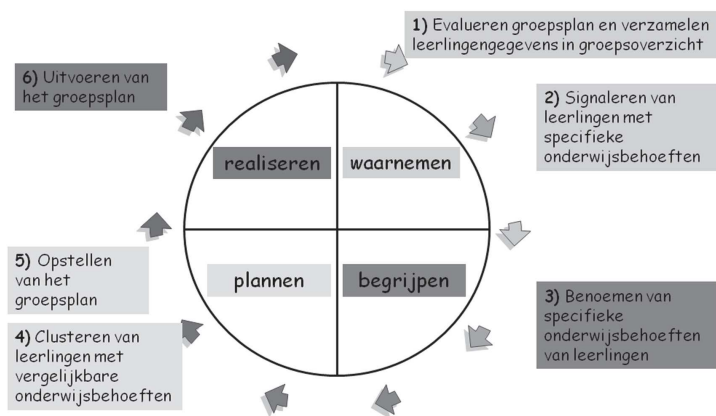 1) Evalueren groepsplan en verzamelen
leerlingengegevens in groepsoverzicht
2) Signaleren van
leerlingen met
specifieke
onderwijsbehoeften
3) Benoemen van
specifieke
onderwijsbehoeften
van leerlingen
4) Clusteren van
leerlingen met
vergelijkbare
onderwijsbehoeften
5) Opstellen
van het
groepsplan
6) Uitvoeren van
het groepsplan
realiseren
waarnemen
plannen
begrijpen